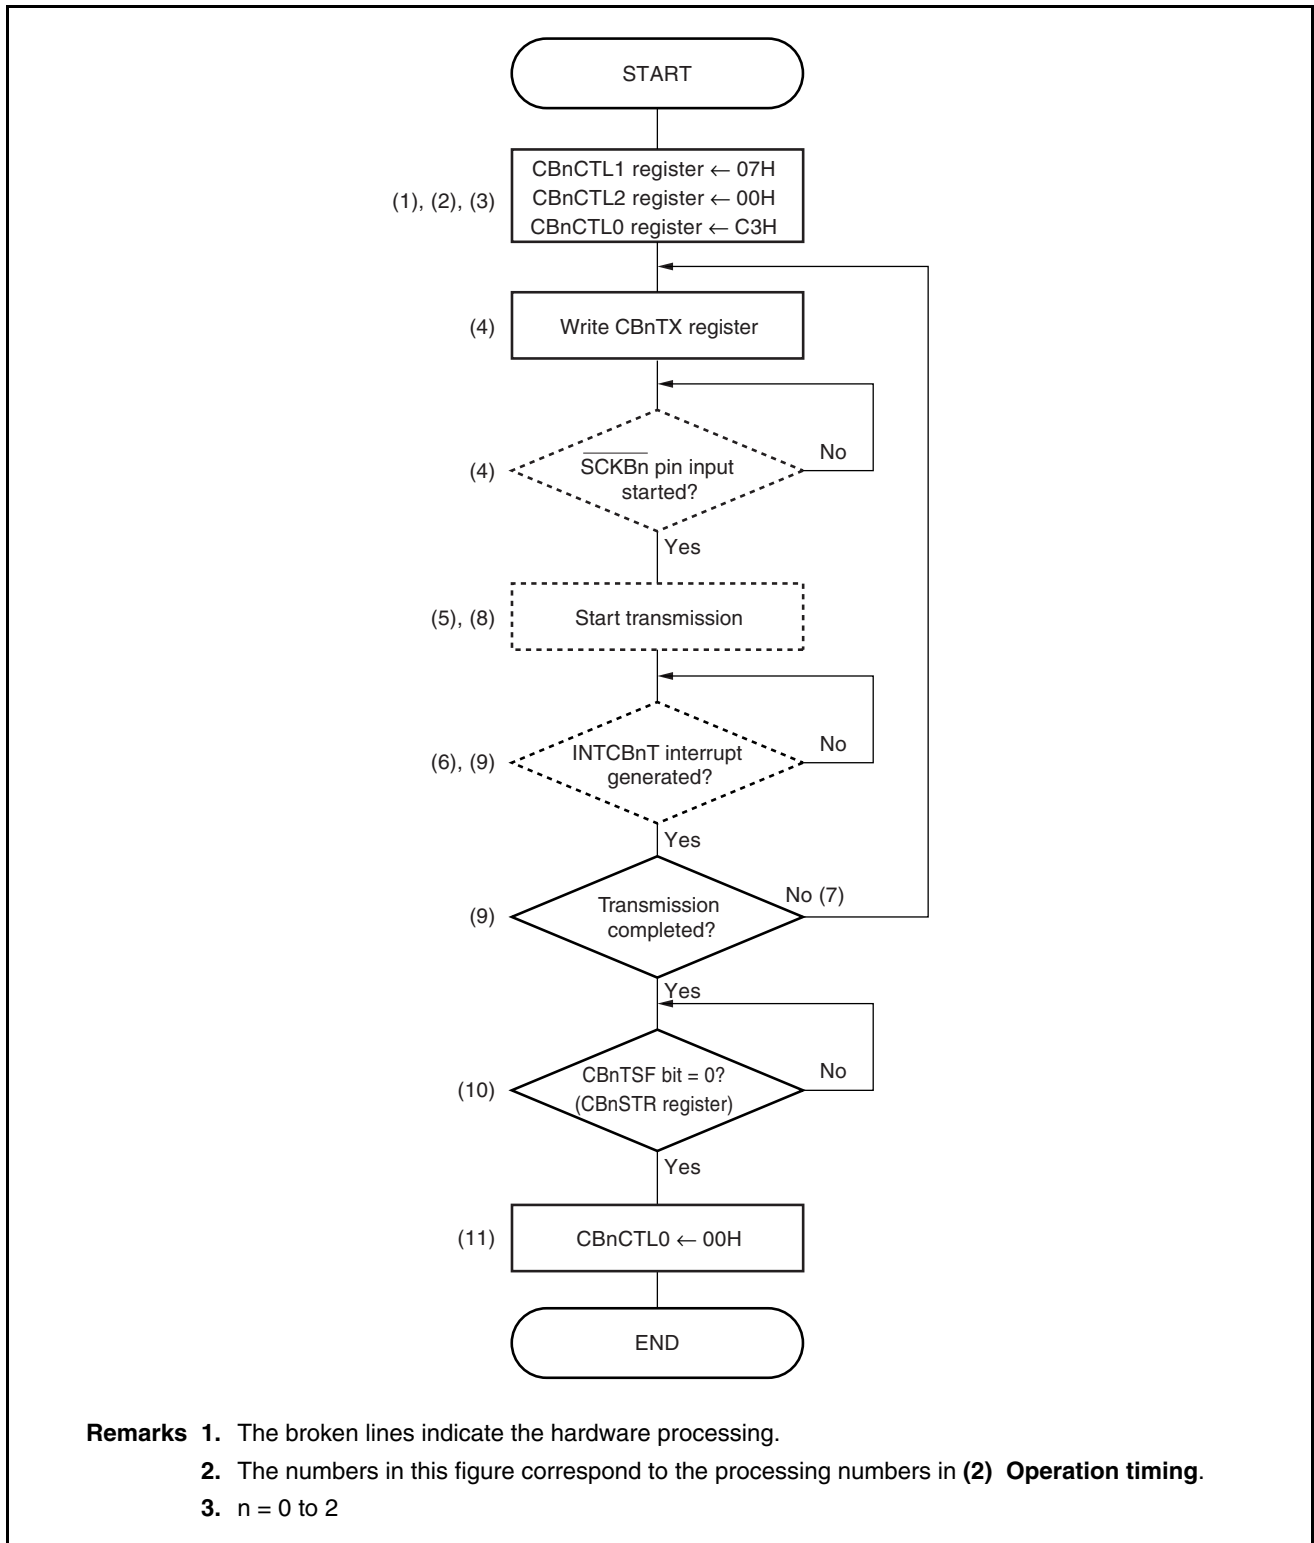 START
(1), (2), (3)
CBnCTL1 register ← 07H
CBnCTL2 register ← 00H
CBnCTL0 register ← C3H
(4)
Write CBnTX register
(4)
SCKBn pin input
started?
No
Yes
(5), (8)
Start transmission
(6), (9)
INTCBnT interrupt
generated?
No
Yes
(9)
Transmission
completed?
No (7)
Yes
(10)
CBnTSF bit = 0?
(CBnSTR register)
No
Yes
(11)
CBnCTL0 ← 00H
END
Remarks 1. The broken lines indicate the hardware processing.
2. The numbers in this figure correspond to the processing numbers in (2) Operation timing.
3. n = 0 to 2